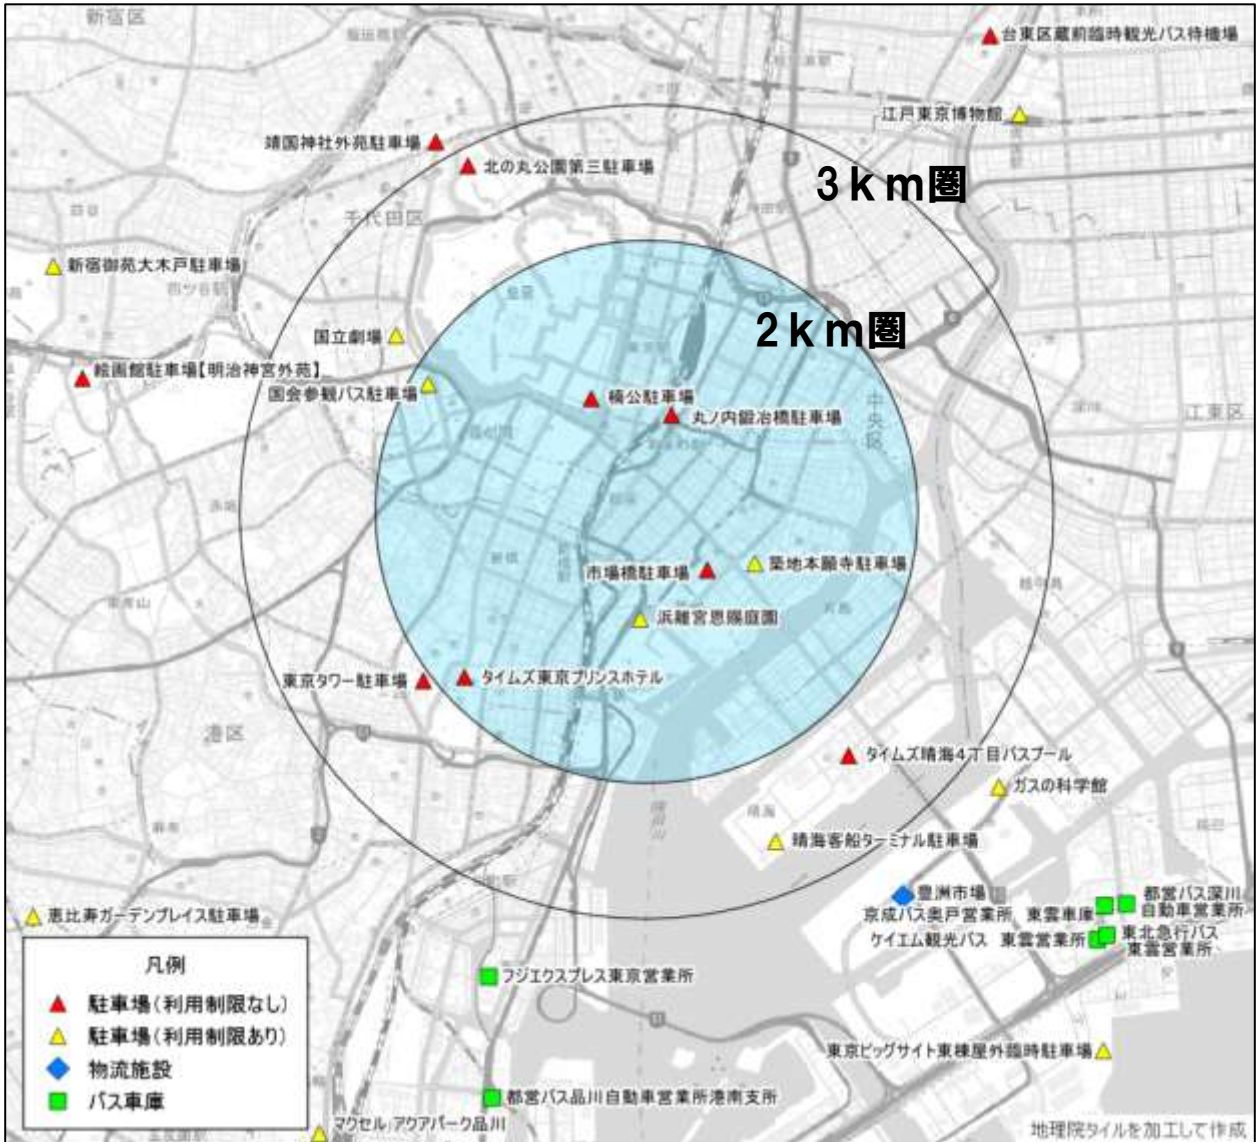 新宿区
台東区蔵前臨時観光バス待機場
江戸東京博物館
靖国神社外苑駐車場
北の丸公園第三駐車場
3km圏
千代田区
新宿御苑大木戸駐車場
四ツ谷駅
2km圏
国立劇場
絵画館駐車場【明治神宮外苑】
国会参観バス駐車場
楠公駐車場
丸ノ内鍛冶橋駐車場
中央区
江東区
市場橋駐車場
築地本願寺駐車場
浜離宮恩賜庭園
東京タワー駐車場
タイムズ東京プリンスホテル
港区
タイムズ晴海4丁目バスプール
ガスの科学館
晴海
晴海客船ターミナル駐車場
豊洲市場
都営バス深川
自動車営業所
京成バス奥戸営業所 東雲車庫
ケイエム観光バス 東雲営業所
東北急行バス
東雲営業所
恵比寿ガーデンプレイス駐車場
凡例
駐車場(利用制限なし)
駐車場(利用制限あり)
物流施設
バス車庫
フジエクスプレス東京営業所
東京ビッグサイト東棟屋外臨時駐車場
都営バス品川自動車営業所港南支所
マクセル アクアパーク品川
地理院タイルを加工して作成